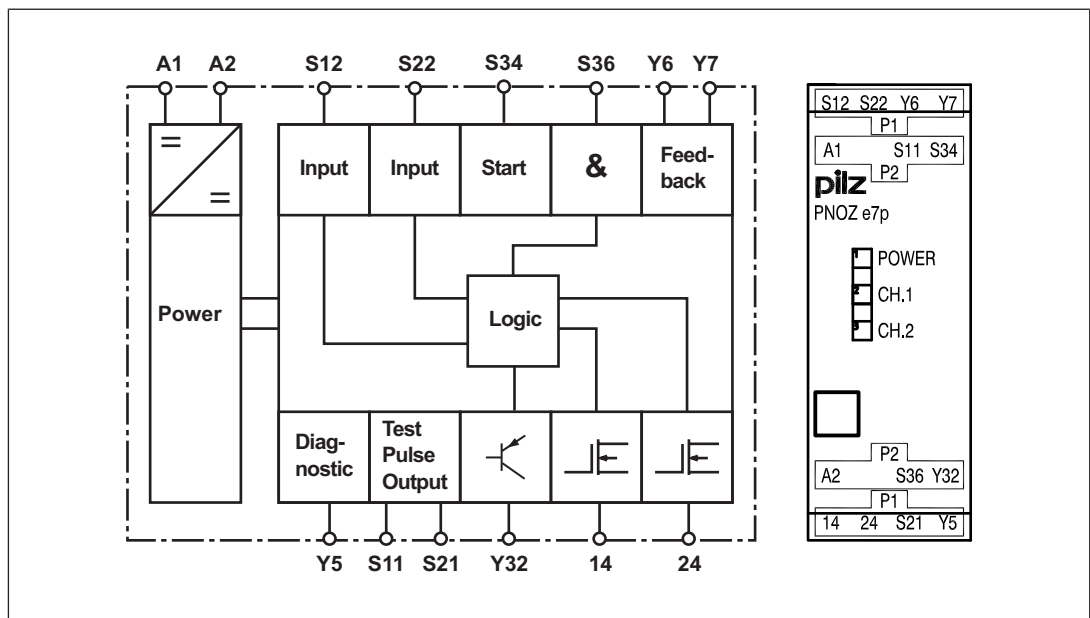 A1 A2 S12 S22 S34 S36 Y6 Y7
Input Input Start & Feed-
back
Power
Logic
Diag-
nostic
Test
Pulse
Output
Y5 S11 S21 Y32 14 24
S12 S22 Y6 Y7
P1
A1 S11 S34
P2
pilz
PNOZ e7p
1 POWER
2 CH.1
3 CH.2
P2
A2 S36 Y32
P1
14 24 S21 Y5